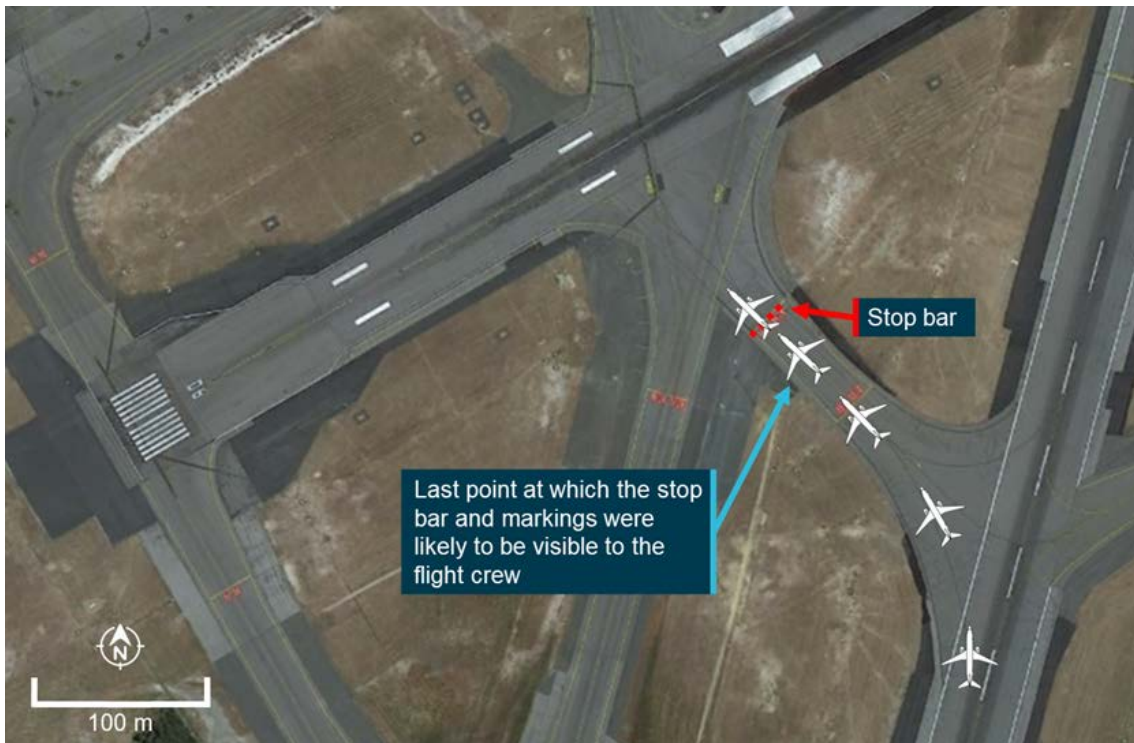 Stop bar
Last point at which the stop
bar and markings were
likely to be visible to the
flight crew
06
N
100 m